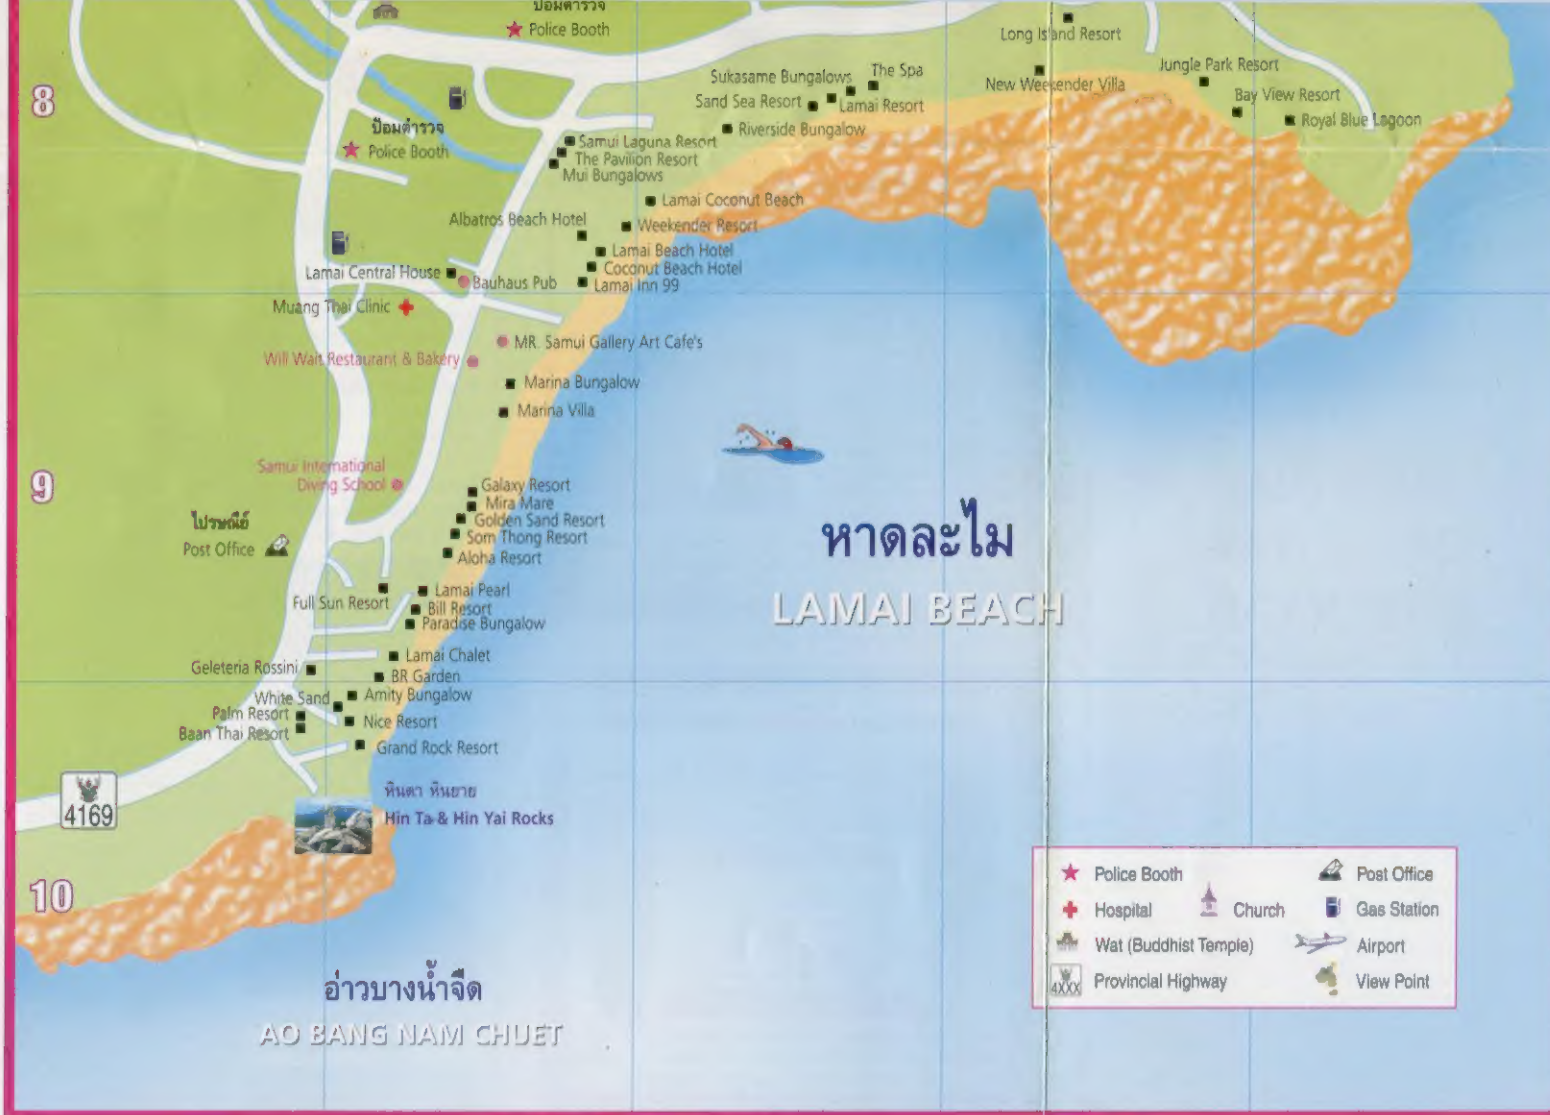 ป้อมตำรวจ
Police Booth
Long Island Resort
8
Sukasame Bungalows
The Spa
Jungle Park Resort
New Weekender Villa
Sand Sea Resort
Lamai Resort
Bay View Resort
Royal Blue Lagoon
ป้อมตำรวจ
Police Booth
Riverside Bungalow
Samui Laguna Resort
The Pavilion Resort
Mui Bungalows
Lamai Coconut Beach
Albatros Beach Hotel
Weekender Resort
Lamai Beach Hotel
Coconut Beach Hotel
Lamai Central House
Bauhaus Pub
Lamai Inn 99
Muang Thai Clinic
MR. Samui Gallery Art Cafe's
Will Wait Restaurant & Bakery
Marina Bungalow
Marina Villa
Samui International
Diving School
9
Galaxy Resort
Mira Mare
Golden Sand Resort
Som Thong Resort
Aloha Resort
ไปรษณีย์
Post Office
หาดละไม
LAMAI BEACH
Full Sun Resort
Lamai Pearl
Bill Resort
Paradise Bungalow
Lamai Chalet
Geleteria Rossini
BR Garden
White Sand
Amity Bungalow
Palm Resort
Nice Resort
Baan Thai Resort
Grand Rock Resort
4169
หินตา หินยาย
Hin Ta & Hin Yai Rocks
10
อ่าวบางน้ำจืด
AO BANG NAM CHUET
Police Booth
Post Office
Hospital
Church
Gas Station
Wat (Buddhist Temple)
Airport
4XXX
Provincial Highway
View Point